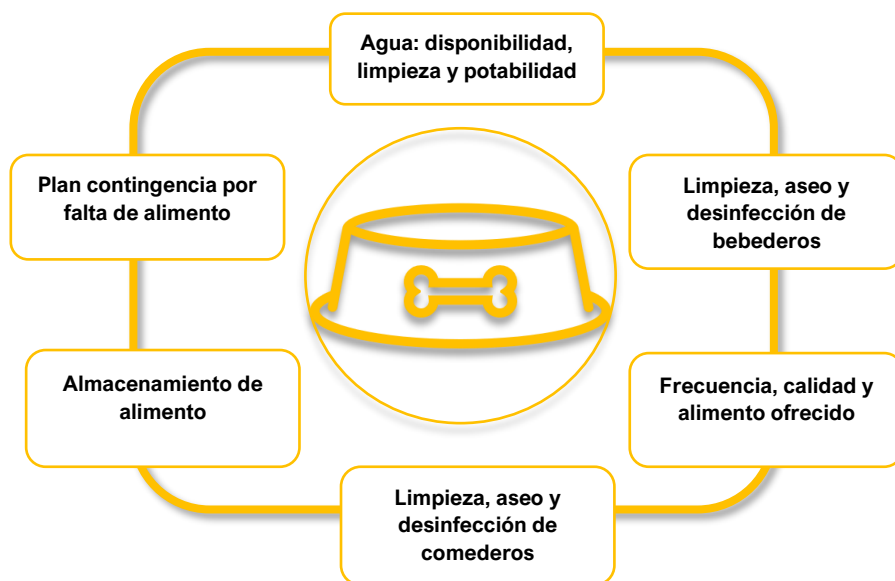 Agua: disponibilidad,
limpieza y potabilidad
Limpieza, aseo y
desinfección de
bebederos
Frecuencia, calidad y
alimento ofrecido
Limpieza, aseo y
desinfección de
comederos
Almacenamiento de
alimento
Plan contingencia por
falta de alimento